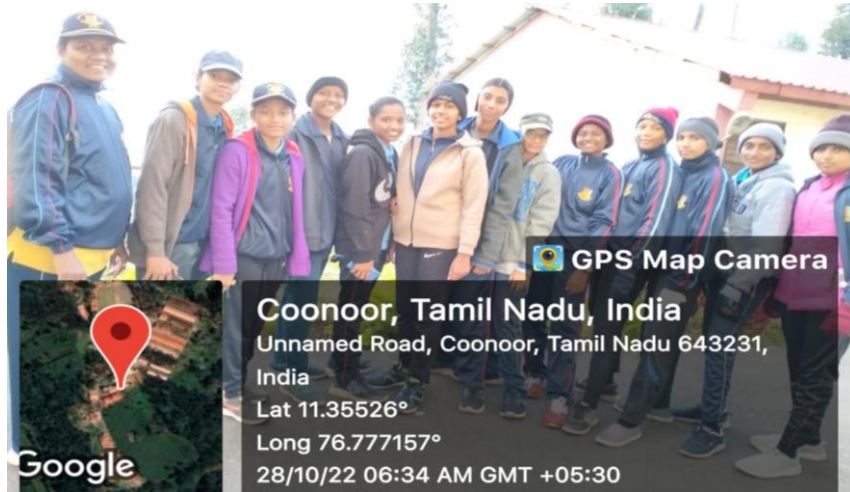 GPS Map Camera
Coonoor, Tamil Nadu, India
Unnamed Road, Coonoor, Tamil Nadu 643231,
India
Lat 11.35526°
Long 76.777157°
28/10/22 06:34 AM GMT +05:30
Google